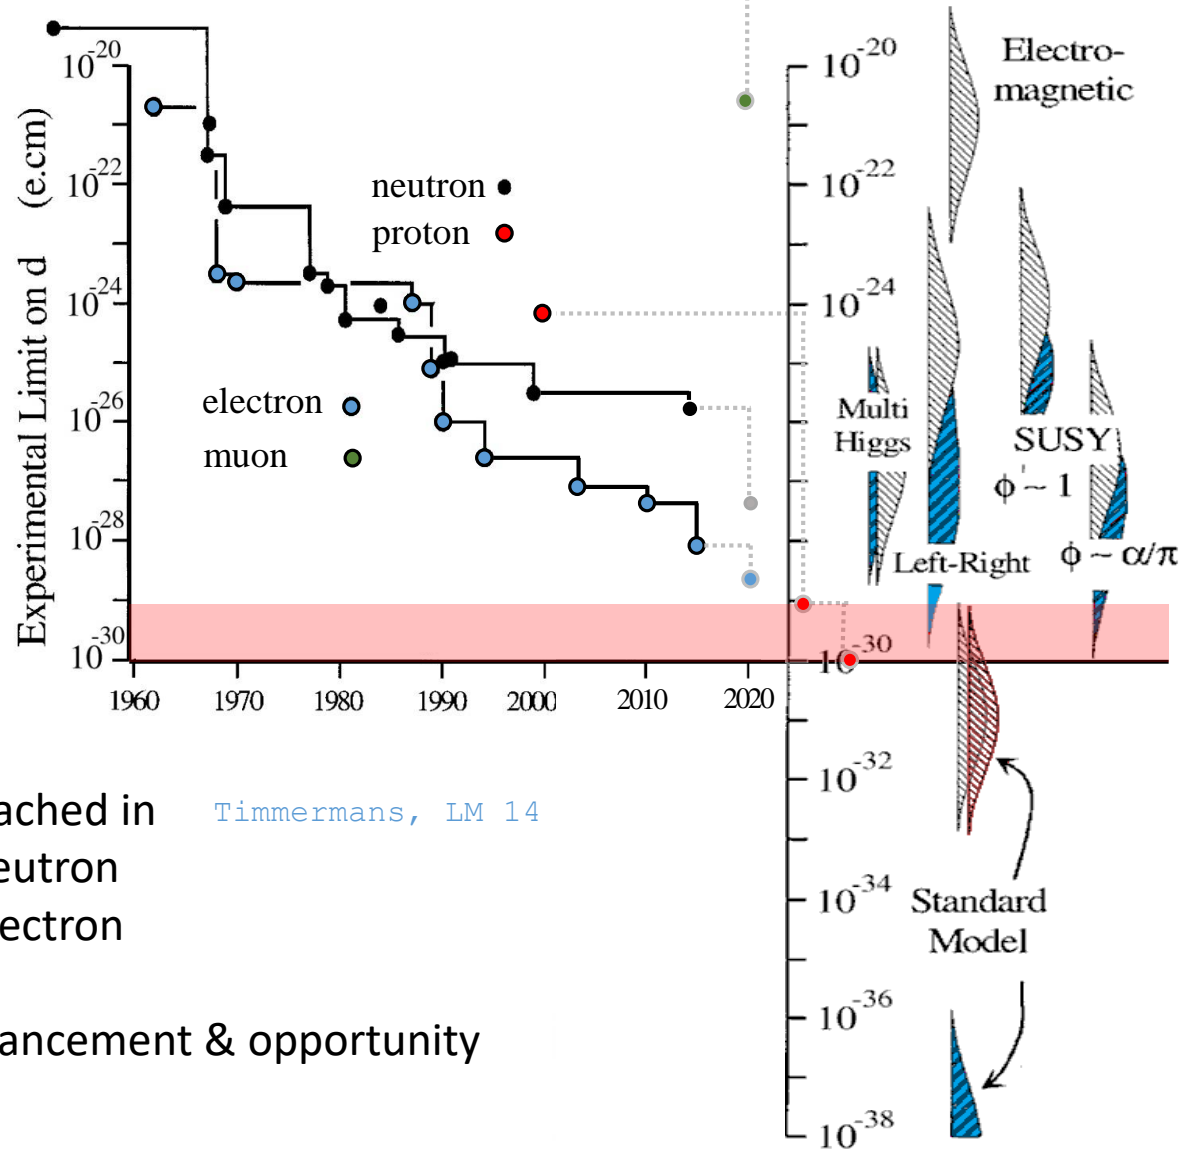 Experimental Limit on d (e.cm)
10^-20
10^-22
10^-24
10^-26
10^-28
10^-30
1960 1970 1980 1990 2000 2010 2020
neutron
proton
electron
muon
10^-20
10^-22
10^-24
10^-30
10^-32
10^-34
10^-36
10^-38
Electro-
magnetic
Multi
Higgs
SUSY
ϕ ~ 1
Left-Right
ϕ ~ α/π
Standard
Model
ached in
Timmermans, LM 14
eutron
ectron
ancement & opportunity